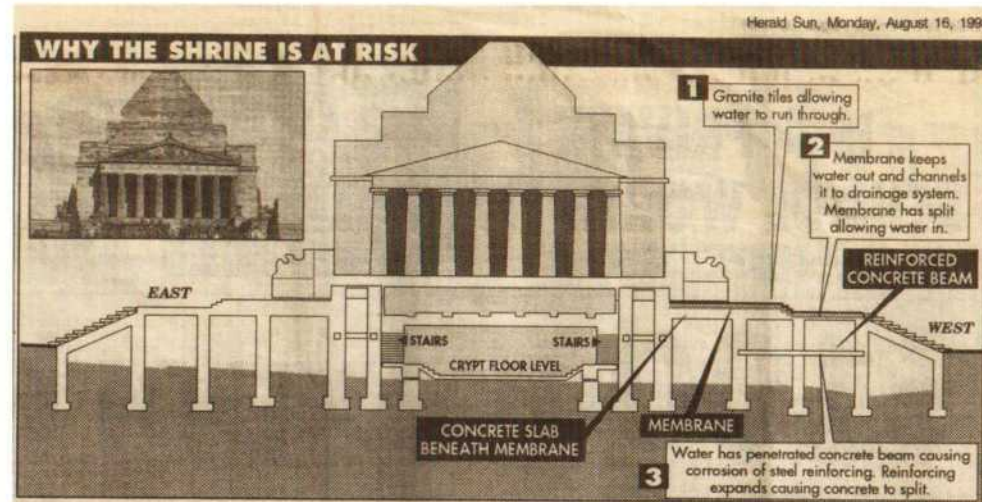 Herald Sun, Monday, August 16, 199
WHY THE SHRINE IS AT RISK
1
Granite tiles allowing
water to run through.
2
Membrane keeps
water out and channels
it to drainage system.
Membrane has split
allowing water in.
REINFORCED
CONCRETE BEAM
EAST
WEST
STAIRS
STAIRS
CRYPT FLOOR LEVEL
CONCRETE SLAB
BENEATH MEMBRANE
MEMBRANE
3
Water has penetrated concrete beam causing
corrosion of steel reinforcing. Reinforcing
expands causing concrete to split.